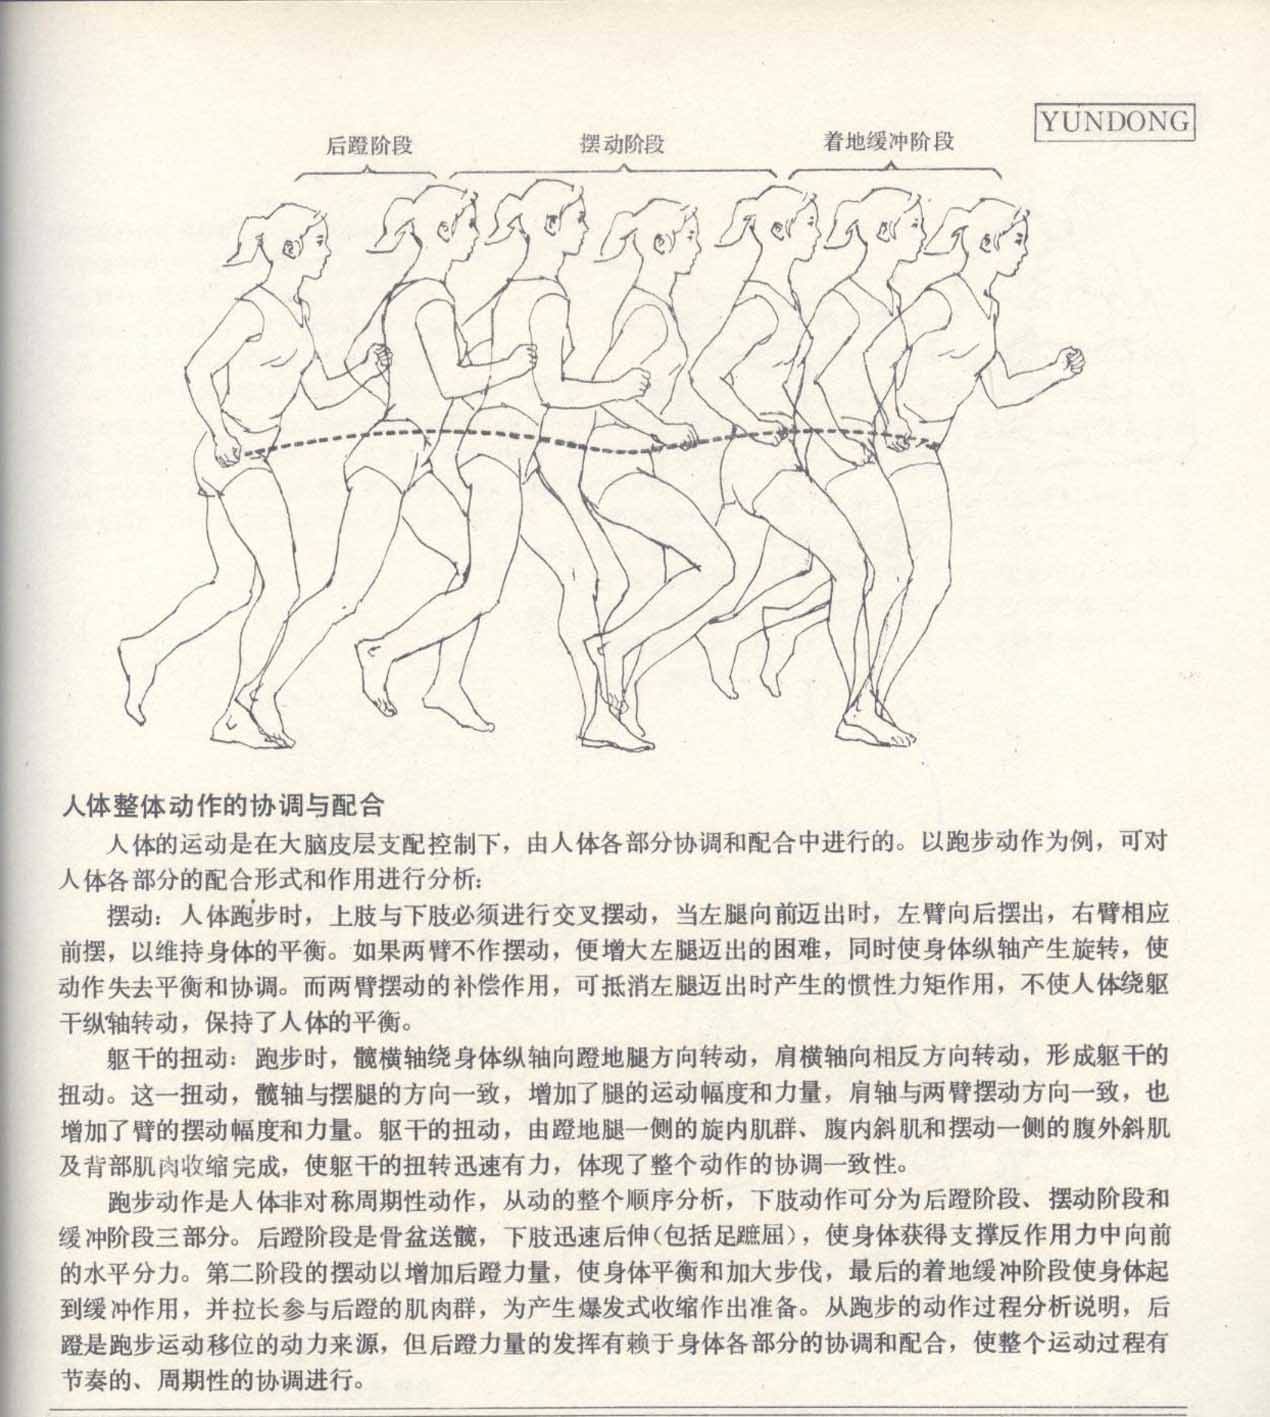 YUNDONG
后蹬阶段 摆动阶段 着地缓冲阶段
人体整体动作的协调与配合
人体的运动是在大脑皮层支配控制下，由人体各部分协调和配合中进行的。以跑步动作为例，可对
人体各部分的配合形式和作用进行分析：
摆动：人体跑步时，上肢与下肢必须进行交叉摆动，当左腿向前迈出时，左臂向后摆出，右臂相应
前摆，以维持身体的平衡。如果两臂不作摆动，便增大左腿迈出的困难，同时使身体纵轴产生旋转，使
动作失去平衡和协调。而两臂摆动的补偿作用，可抵消左腿迈出时产生的惯性力矩作用，不使人体绕躯
干纵轴转动，保持了人体的平衡。
躯干的扭动：跑步时，髋横轴绕身体纵轴向蹬地腿方向转动，肩横轴向相反方向转动，形成躯干的
扭动。这一扭动，髋轴与摆腿的方向一致，增加了腿的运动幅度和力量，肩轴与两臂摆动方向一致，也
增加了臂的摆动幅度和力量。躯干的扭动，由蹬地腿一侧的旋内肌群、腹内斜肌和摆动一侧的腹外斜肌
及背部肌肉收缩完成，使躯干的扭转迅速有力，体现了整个动作的协调一致性。
跑步动作是人体非对称周期性动作，从动的整个顺序分析，下肢动作可分为后蹬阶段、摆动阶段和
缓冲阶段三部分。后蹬阶段是骨盆送髋，下肢迅速后伸(包括足蹠屈)，使身体获得支撑反作用力中向前
的水平分力。第二阶段的摆动以增加后蹬力量，使身体平衡和加大步伐，最后的着地缓冲阶段使身体起
到缓冲作用，并拉长参与后蹬的肌肉群，为产生爆发式收缩作出准备。从跑步的动作过程分析说明，后
蹬是跑步运动移位的动力来源，但后蹬力量的发挥有赖于身体各部分的协调和配合，使整个运动过程有
节奏的、周期性的协调进行。